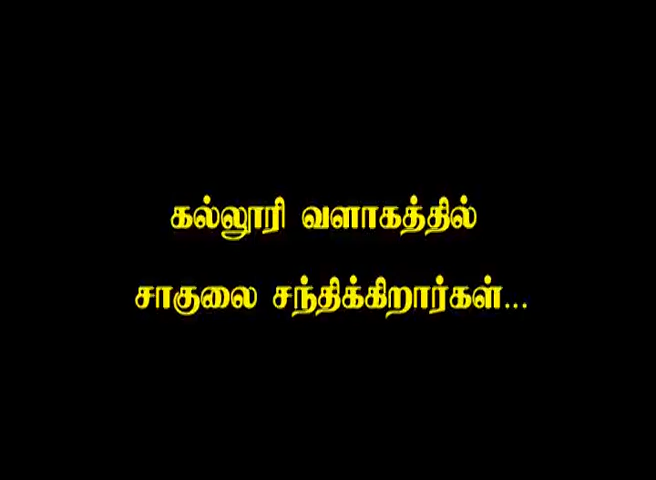 கல்லூரி வளாகத்தில்
சாகுலை சந்திக்கிறார்கள்...